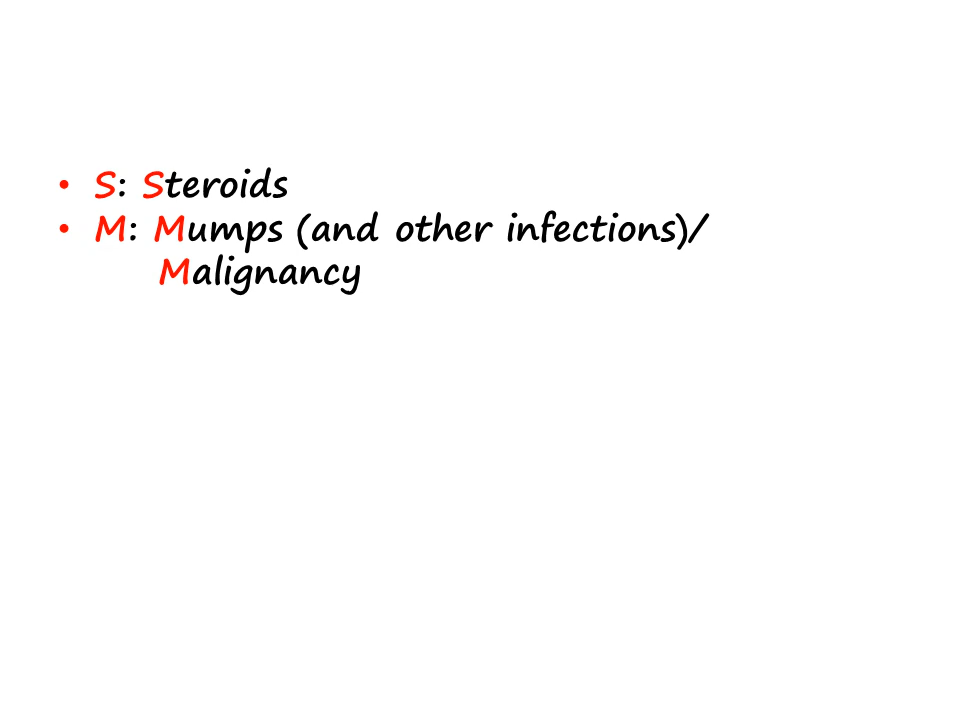 • S: Steroids
• M: Mumps (and other infections)/
Malignancy